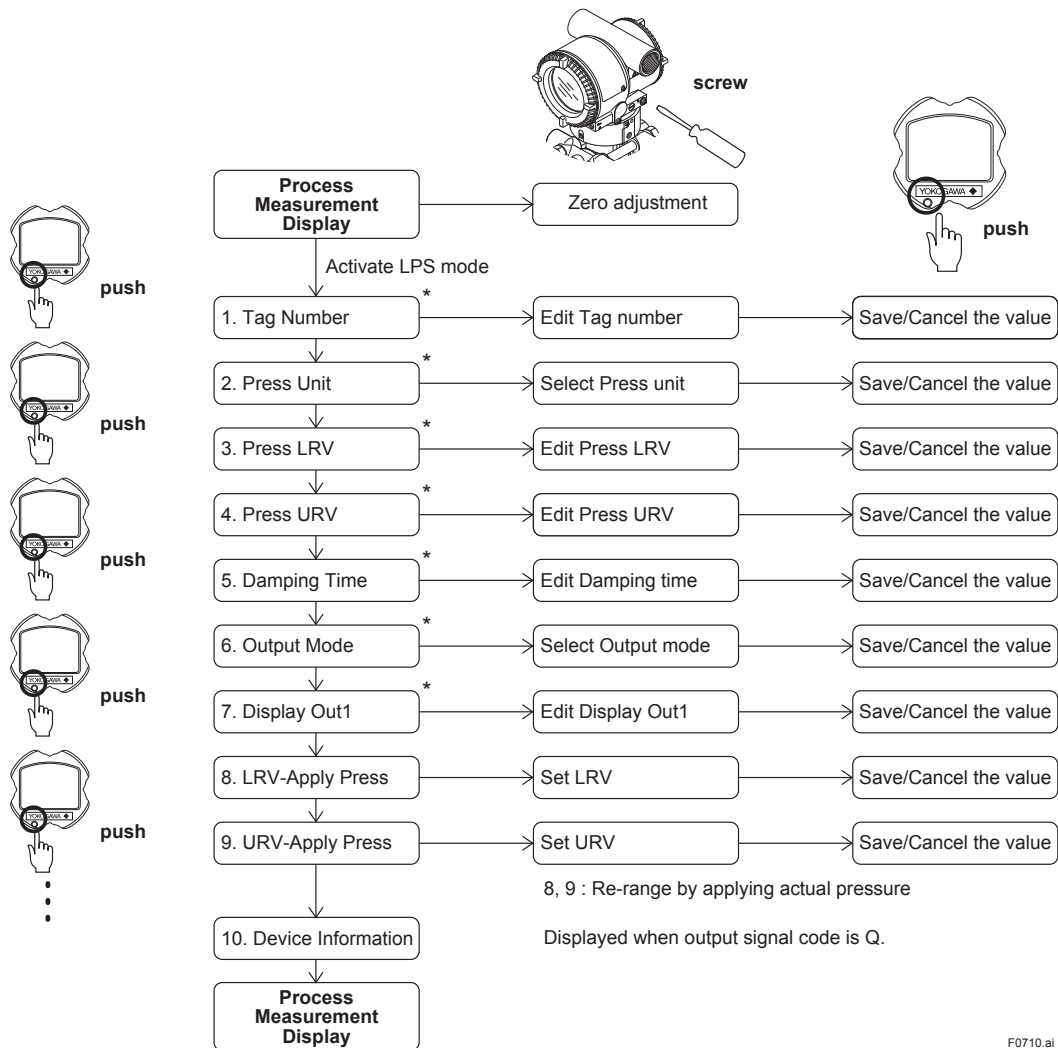 screw
YOKOGAWA
push
Process
Measurement
Display
Zero adjustment
Activate LPS mode
YOKOGAWA
push
1. Tag Number
*
Edit Tag number
Save/Cancel the value
YOKOGAWA
push
2. Press Unit
*
Select Press unit
Save/Cancel the value
3. Press LRV
*
Edit Press LRV
Save/Cancel the value
YOKOGAWA
push
4. Press URV
*
Edit Press URV
Save/Cancel the value
5. Damping Time
*
Edit Damping time
Save/Cancel the value
YOKOGAWA
push
6. Output Mode
*
Select Output mode
Save/Cancel the value
7. Display Out1
*
Edit Display Out1
Save/Cancel the value
YOKOGAWA
push
8. LRV-Apply Press
Set LRV
Save/Cancel the value
9. URV-Apply Press
Set URV
Save/Cancel the value
8, 9 : Re-range by applying actual pressure
10. Device Information
Displayed when output signal code is Q.
Process
Measurement
Display
F0710.ai